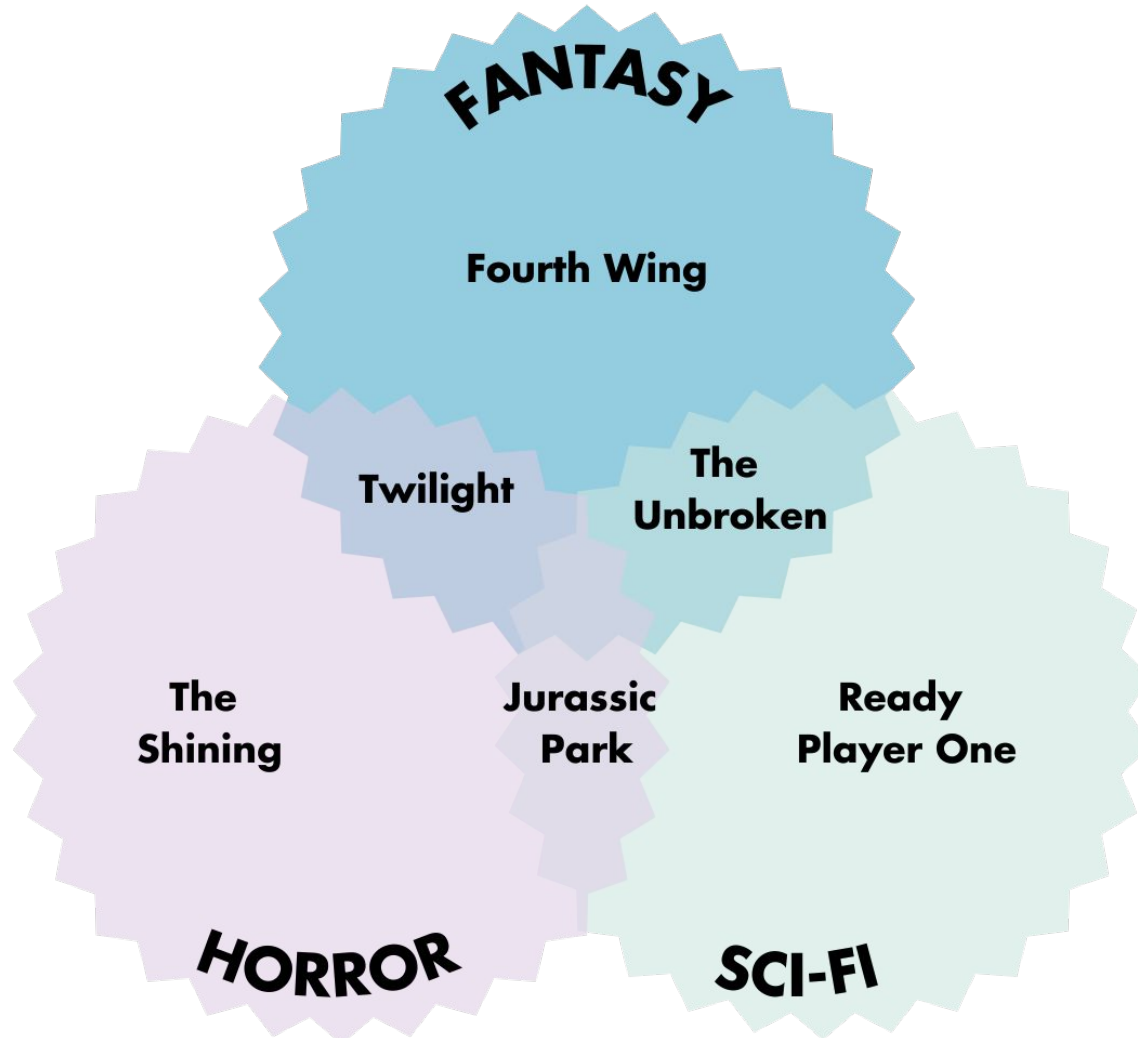 FANTASY
Fourth Wing
Twilight
The
Unbroken
The
Shining
Jurassic
Park
Ready
Player One
HORROR
SCI-FI